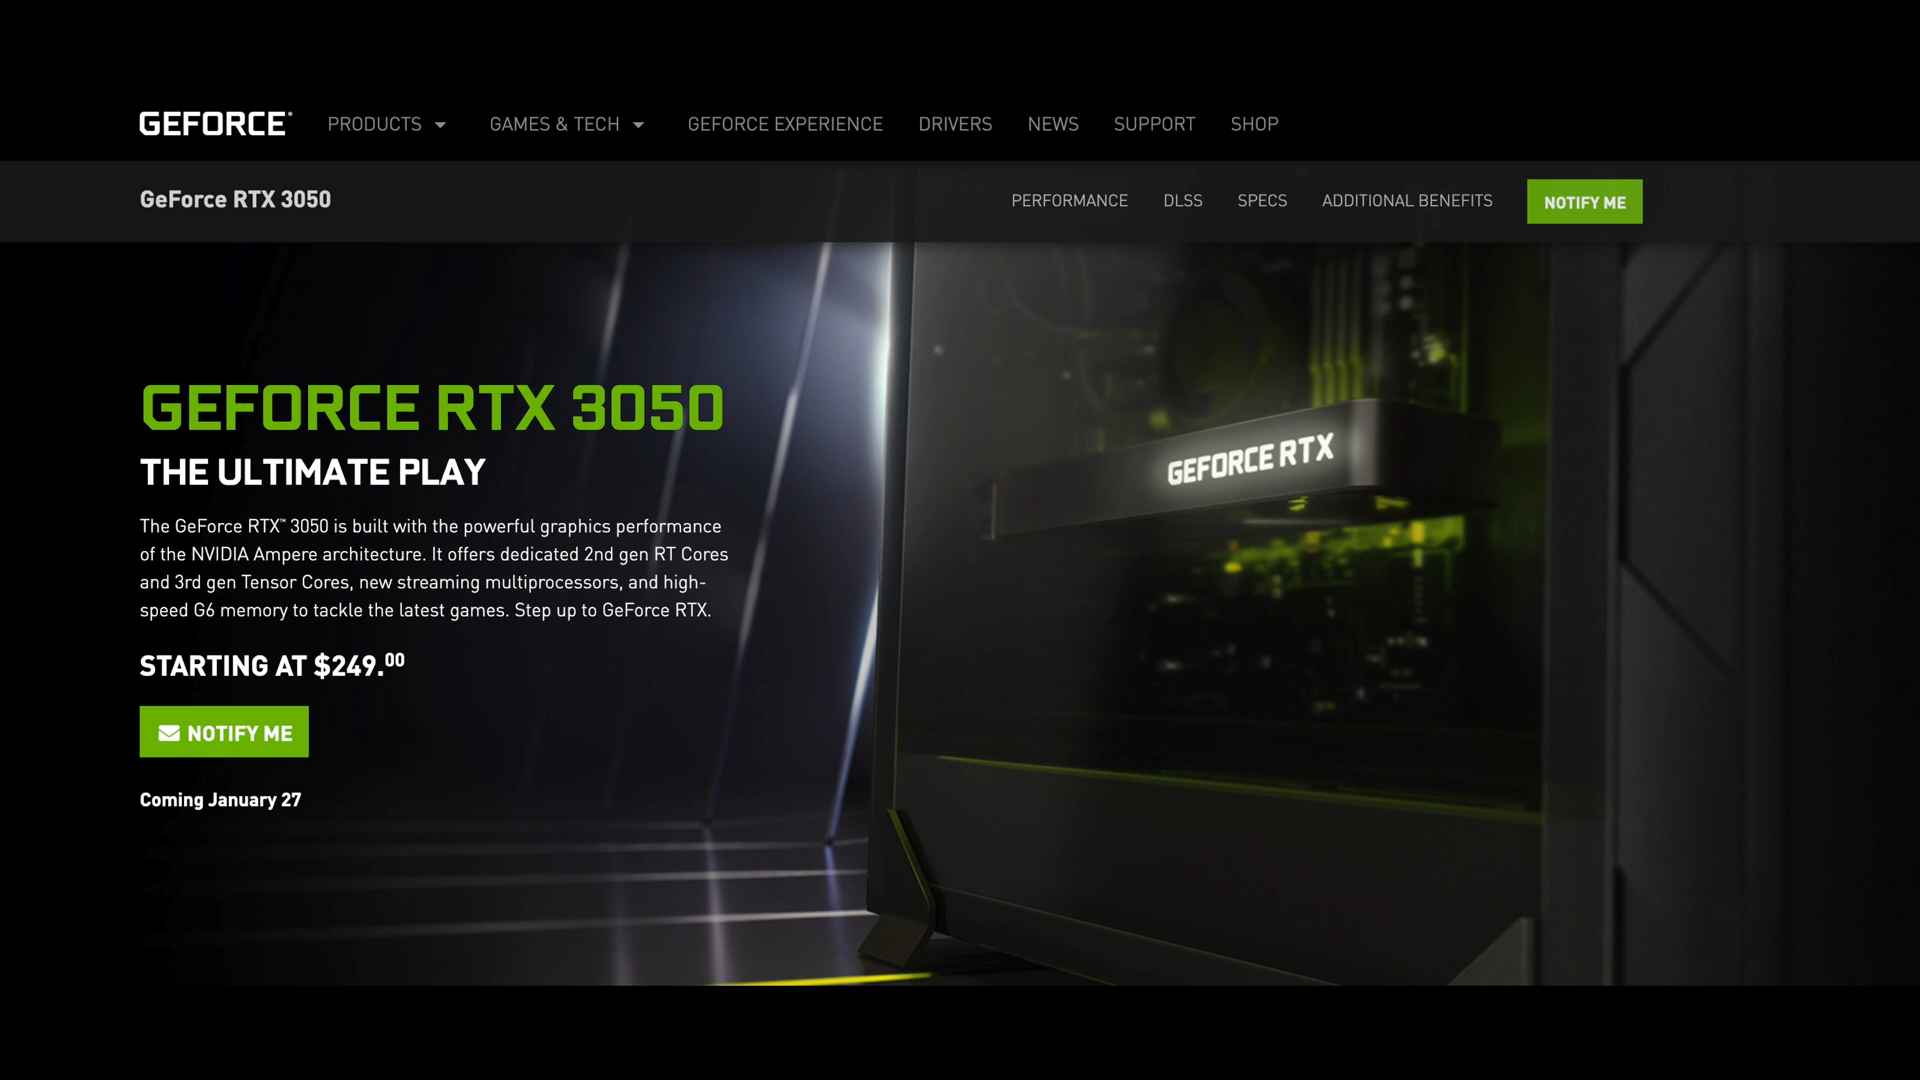 GEFORCE® PRODUCTS GAMES & TECH GEFORCE EXPERIENCE DRIVERS NEWS SUPPORT SHOP
GeForce RTX 3050 PERFORMANCE DLSS SPECS ADDITIONAL BENEFITS NOTIFY ME
GEFORCE RTX 3050
THE ULTIMATE PLAY
The GeForce RTX™ 3050 is built with the powerful graphics performance
of the NVIDIA Ampere architecture. It offers dedicated 2nd gen RT Cores
and 3rd gen Tensor Cores, new streaming multiprocessors, and high-
speed G6 memory to tackle the latest games. Step up to GeForce RTX.
STARTING AT $249.00
NOTIFY ME
Coming January 27
GEFORCE RTX